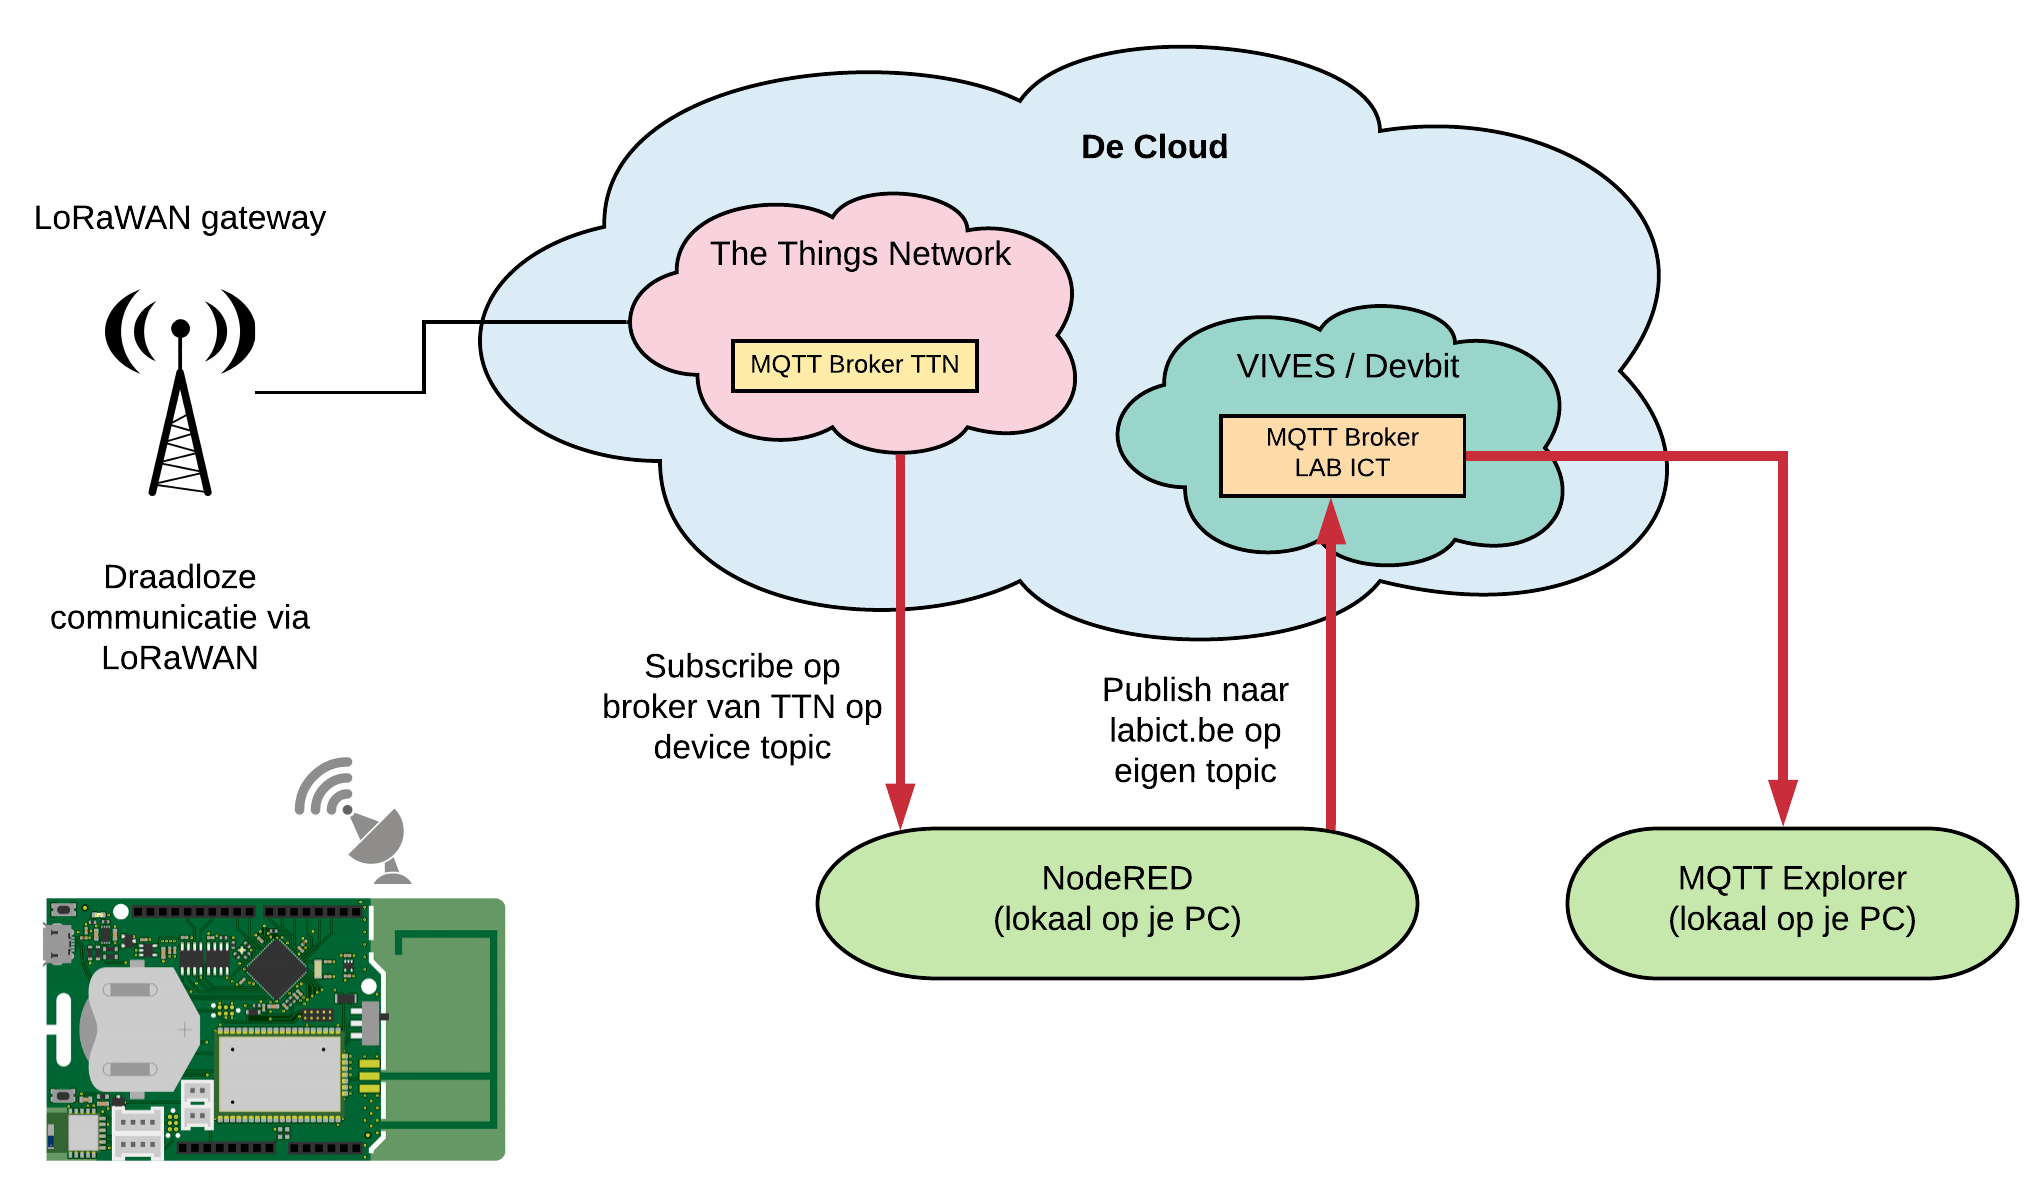 De Cloud
LoRaWAN gateway
The Things Network
MQTT Broker TTN
VIVES / Devbit
MQTT Broker
LAB ICT
Draadloze
communicatie via
LoRaWAN
Subscribe op
broker van TTN op
device topic
Publish naar
labict.be op
eigen topic
NodeRED
(lokaal op je PC)
MQTT Explorer
(lokaal op je PC)